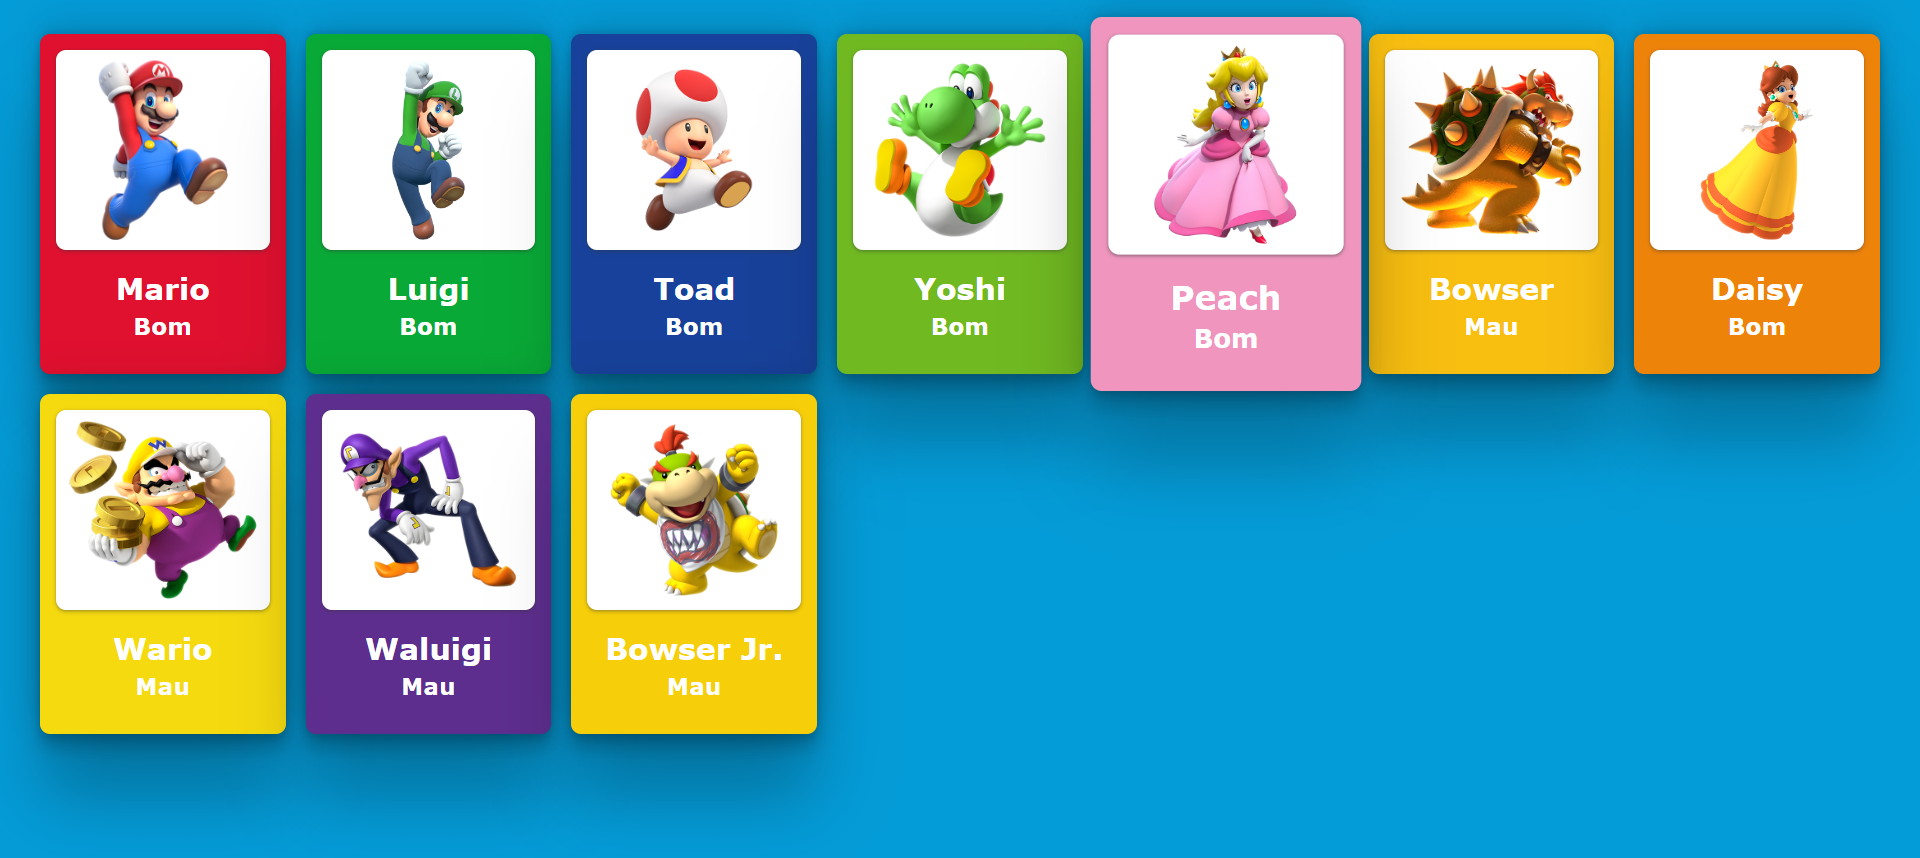 Mario
Bom
Luigi
Bom
Toad
Bom
Yoshi
Bom
Peach
Bom
Bowser
Mau
Daisy
Bom
Wario
Mau
Waluigi
Mau
Bowser Jr.
Mau